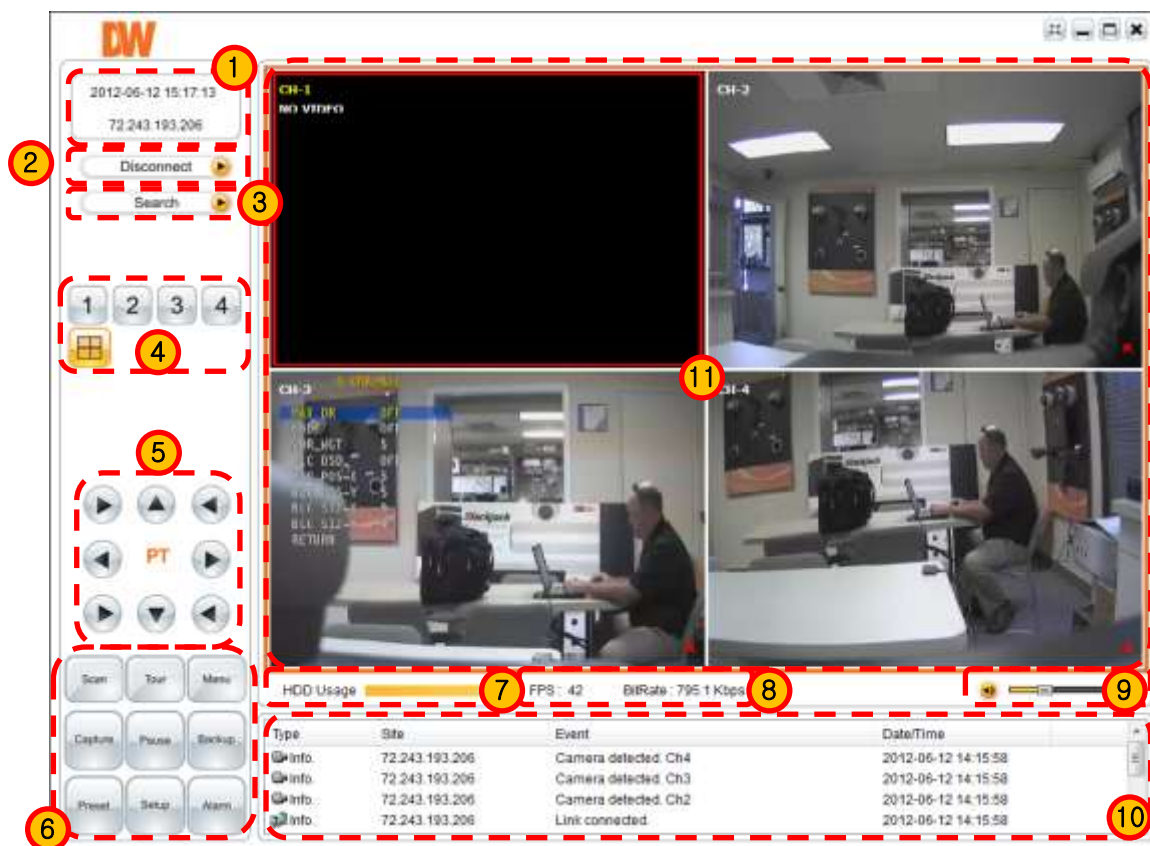 DW
1
2012-06-12 15:17:13
72.243.193.206
2
Disconnect
Search
3
1 2 3 4
4
5
PT
Scan Tour Menu
Capture Pause Backup
Preset Setup Alarm
6
CH-1
NO VIDEO
CH-2
11
CH-3
OFF
OFF
5
RETURN
Blackjack
CH-4
HDD Usage
7
FPS : 42
BitRate : 795.1 Kbps
8
9
Type Site Event Date/Time
Info. 72.243.193.206 Camera detected. Ch4 2012-06-12 14:15:58
Info. 72.243.193.206 Camera detected. Ch3 2012-06-12 14:15:58
Info. 72.243.193.206 Camera detected. Ch2 2012-06-12 14:15:58
Info. 72.243.193.206 Link connected. 2012-06-12 14:15:58
10